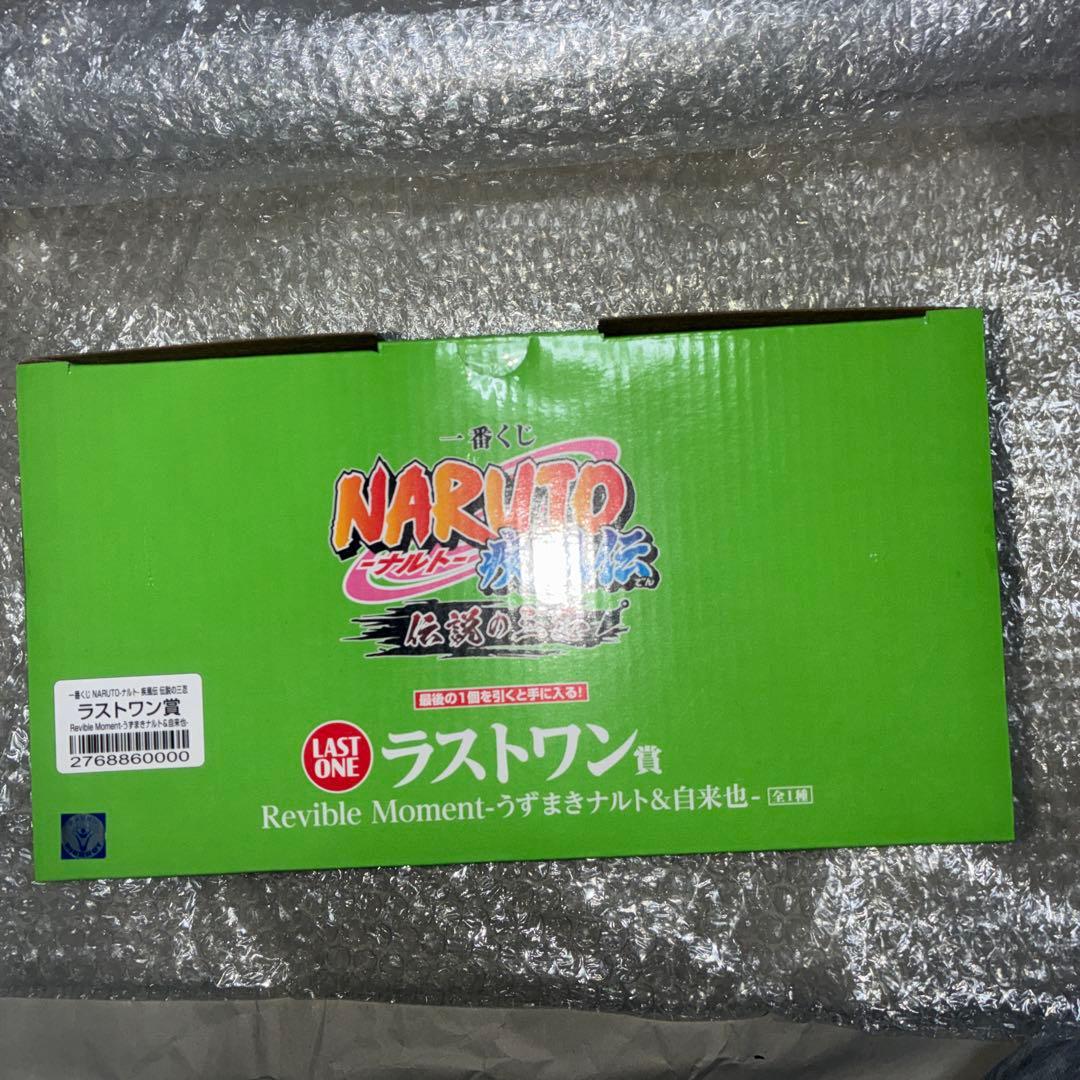 一番くじ
NARUTO
-ナルト-
疾風伝
伝説の三忍
最後の1個を引くと手に入る!
LAST
ONE
ラストワン賞
Revible Moment-うずまきナルト&自来也- 全1種
一番くじ NARUTO-ナルト- 疾風伝 伝説の三忍
ラストワン賞
Revible Moment-うずまきナルト&自来也-
2768860000